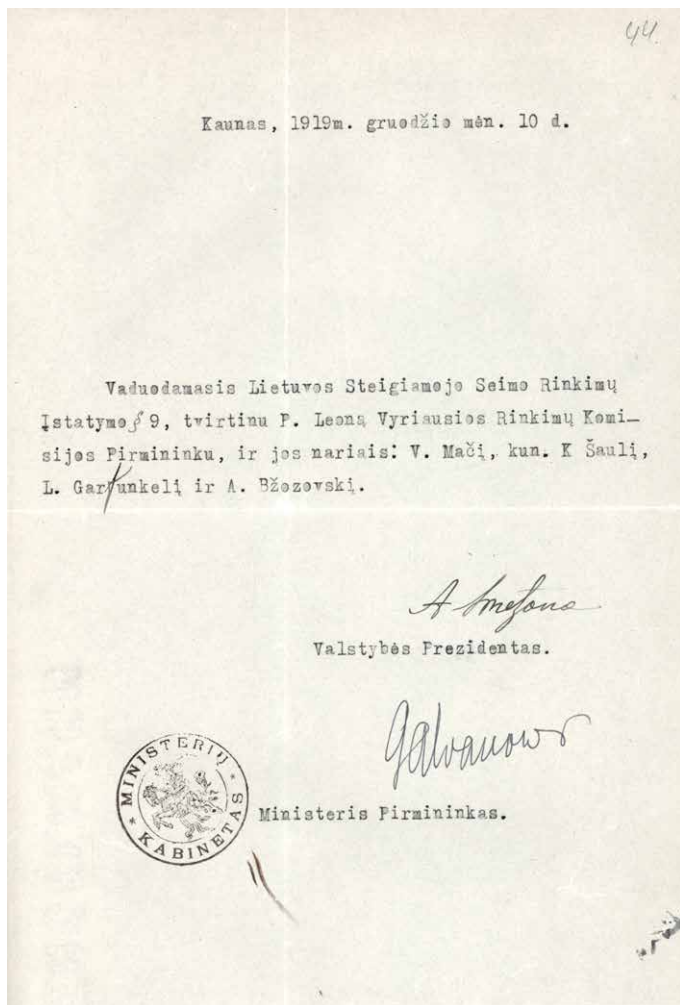 44.
Kaunas, 1919m. gruodžio mėn. 10 d.
Vaduodamasis Lietuvos Steigiamojo Seimo Rinkimų
Įstatymo § 9, tvirtinu P. Leoną Vyriausios Rinkimų Komi-
sijos Pirmininku, ir jos nariais: V. Mačį, kun. K Šaulį,
L. Garfunkelį ir A. Bžozovskį.
A Smetona
Valstybės Prezidentas.
Galvanows
MINISTERIŲ
* KABINETAS *
Ministeris Pirmininkas.